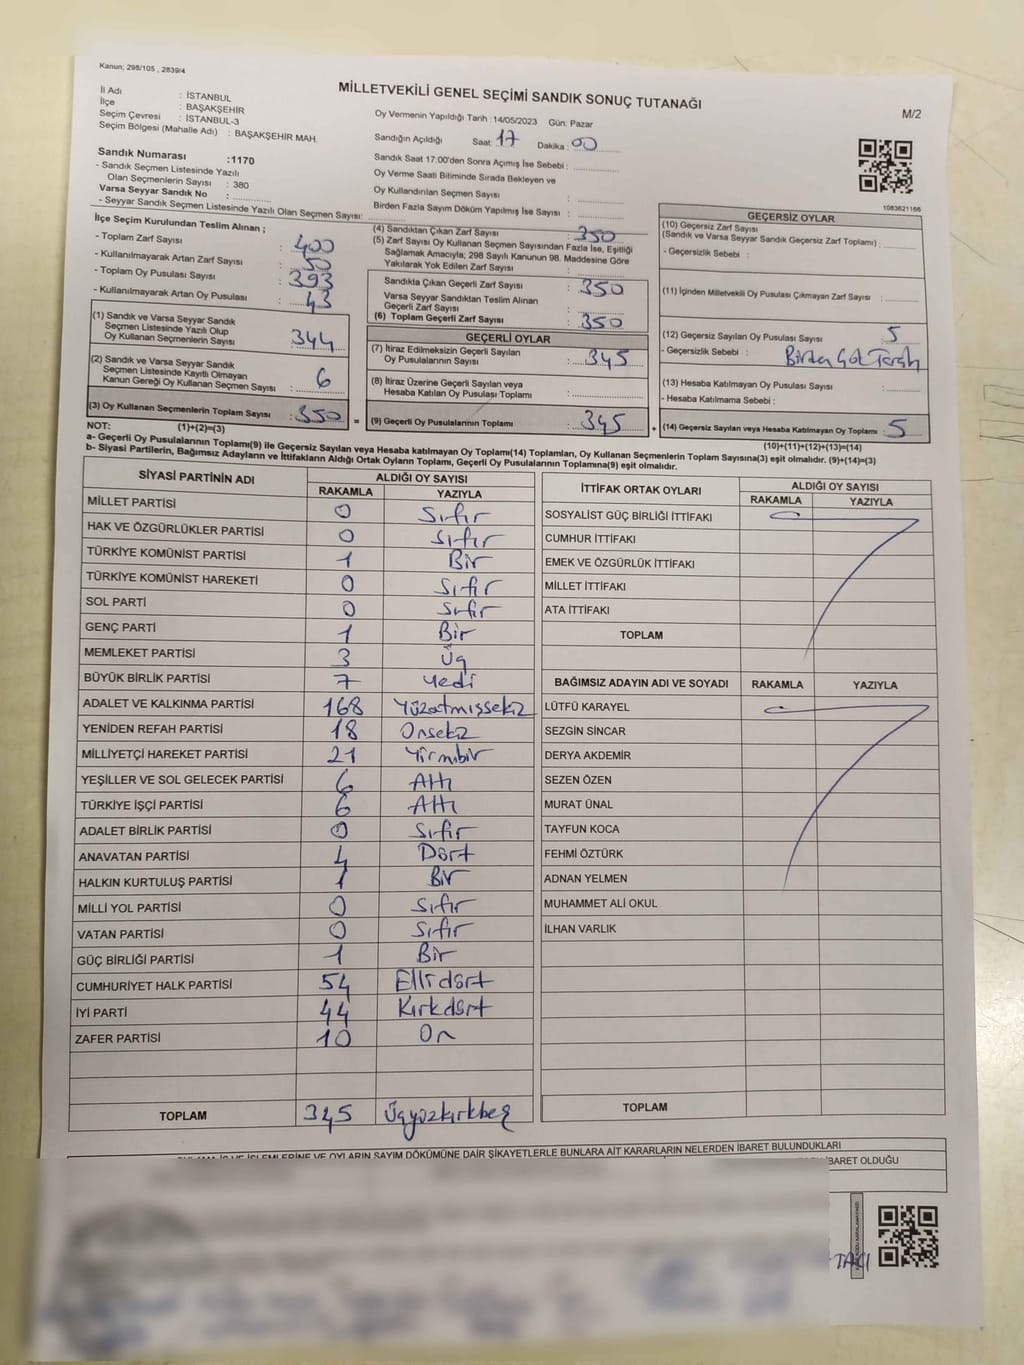 Kanun; 298/105 , 2839/4
MİLLETVEKİLİ GENEL SEÇİMİ SANDIK SONUÇ TUTANAĞI
M/2
İl Adı : İSTANBUL
İlçe : BAŞAKŞEHİR
Seçim Çevresi : İSTANBUL-3
Seçim Bölgesi (Mahalle Adı) : BAŞAKŞEHİR MAH.
Sandık Numarası :1170
- Sandık Seçmen Listesinde Yazılı
Olan Seçmenlerin Sayısı : 380
Varsa Seyyar Sandık No :
- Seyyar Sandık Seçmen Listesinde Yazılı Olan Seçmen Sayısı:
Oy Vermenin Yapıldığı Tarih :14/05/2023 Gün: Pazar
Sandığın Açıldığı Saat: 17 Dakika: 00
Sandık Saat 17.00'den Sonra Açımış İse Sebebi :
Oy Verme Saati Bitiminde Sırada Bekleyen ve
Oy Kullandırılan Seçmen Sayısı :
Birden Fazla Sayım Döküm Yapılmış İse Sayısı :
1083621166
İlçe Seçim Kurulundan Teslim Alınan ;
- Toplam Zarf Sayısı : 400
- Kullanılmayarak Artan Zarf Sayısı : 50
- Toplam Oy Pusulası Sayısı : 393
- Kullanılmayarak Artan Oy Pusulası : 43
(1) Sandık ve Varsa Seyyar Sandık
Seçmen Listesinde Yazılı Olup
Oy Kullanan Seçmenlerin Sayısı : 344
(2) Sandık ve Varsa Seyyar Sandık
Seçmen Listesinde Kayıtlı Olmayan
Kanun Gereği Oy Kullanan Seçmen Sayısı : 6
(3) Oy Kullanan Seçmenlerin Toplam Sayısı : 350 =
(4) Sandıktan Çıkan Zarf Sayısı : 350
(5) Zarf Sayısı Oy Kullanan Seçmen Sayısından Fazla İse, Eşitliği
Sağlamak Amacıyla; 298 Sayılı Kanunun 98. Maddesine Göre
Yakılarak Yok Edilen Zarf Sayısı :
Sandıkta Çıkan Geçerli Zarf Sayısı : 350
Varsa Seyyar Sandıktan Teslim Alınan
Geçerli Zarf Sayısı :
(6) Toplam Geçerli Zarf Sayısı : 350
GEÇERLİ OYLAR
(7) İtiraz Edilmeksizin Geçerli Sayılan
Oy Pusulalarının Sayısı : 345
(8) İtiraz Üzerine Geçerli Sayılan veya
Hesaba Katılan Oy Pusulası Toplamı :
(9) Geçerli Oy Pusulalarının Toplamı : 345 +
GEÇERSİZ OYLAR
(10) Geçersiz Zarf Sayısı
(Sandık ve Varsa Seyyar Sandık Geçersiz Zarf Toplamı) :
- Geçersizlik Sebebi :
(11) İçinden Milletvekili Oy Pusulası Çıkmayan Zarf Sayısı :
(12) Geçersiz Sayılan Oy Pusulası Sayısı : 5
- Geçersizlik Sebebi : Birden Çok
(13) Hesaba Katılmayan Oy Pusulası Sayısı :
- Hesaba Katılmama Sebebi :
(14) Geçersiz Sayılan veya Hesaba Katılmayan Oy Toplamı : 5
NOT: (1)+(2)=(3)
(10)+(11)+(12)+(13)=(14)
a- Geçerli Oy Pusulalarının Toplamı(9) ile Geçersiz Sayılan veya Hesaba katılmayan Oy Toplamı(14) Toplamları, Oy Kullanan Seçmenlerin Toplam Sayısına(3) eşit olmalıdır. (9)+(14)=(3)
b- Siyasi Partilerin, Bağımsız Adayların ve İttifakların Aldığı Ortak Oyların Toplamı, Geçerli Oy Pusulalarının Toplamına(9) eşit olmalıdır.
SİYASİ PARTİNİN ADI ALDIĞI OY SAYISI
RAKAMLA YAZIYLA
MİLLET PARTİSİ 0 Sıfır
HAK VE ÖZGÜRLÜKLER PARTİSİ 0 Sıfır
TÜRKİYE KOMÜNİST PARTİSİ 1 Bir
TÜRKİYE KOMÜNİST HAREKETİ 0 Sıfır
SOL PARTİ 0 Sıfır
GENÇ PARTİ 1 Bir
MEMLEKET PARTİSİ 3 Üç
BÜYÜK BİRLİK PARTİSİ 7 Yedi
ADALET VE KALKINMA PARTİSİ 168 Yüzatmışsekiz
YENİDEN REFAH PARTİSİ 18 Onsekiz
MİLLİYETÇİ HAREKET PARTİSİ 21 Yirmibir
YEŞİLLER VE SOL GELECEK PARTİSİ 6 Altı
TÜRKİYE İŞÇİ PARTİSİ 6 Altı
ADALET BİRLİK PARTİSİ 0 Sıfır
ANAVATAN PARTİSİ 4 Dört
HALKIN KURTULUŞ PARTİSİ 1 Bir
MİLLİ YOL PARTİSİ 0 Sıfır
VATAN PARTİSİ 0 Sıfır
GÜÇ BİRLİĞİ PARTİSİ 1 Bir
CUMHURİYET HALK PARTİSİ 54 Ellidört
İYİ PARTİ 44 Kırkdört
ZAFER PARTİSİ 10 On
TOPLAM 345 Üçyüzkırkbeş
İTTİFAK ORTAK OYLARI ALDIĞI OY SAYISI
RAKAMLA YAZIYLA
SOSYALİST GÜÇ BİRLİĞİ İTTİFAKI
CUMHUR İTTİFAKI
EMEK VE ÖZGÜRLÜK İTTİFAKI
MİLLET İTTİFAKI
ATA İTTİFAKI
TOPLAM
BAĞIMSIZ ADAYIN ADI VE SOYADI RAKAMLA YAZIYLA
LÜTFÜ KARAYEL
SEZGİN SİNCAR
DERYA AKDEMİR
SEZEN ÖZEN
MURAT ÜNAL
TAYFUN KOCA
FEHMİ ÖZTÜRK
ADNAN YELMEN
MUHAMMET ALİ OKUL
İLHAN VARLIK
TOPLAM
İŞLEMLERİNE VE OYLARIN SAYIM DÖKÜMÜNE DAİR ŞİKAYETLERLE BUNLARA AİT KARARLARIN NELERDEN İBARET BULUNDUKLARI
İBARET OLDUĞU
TACI